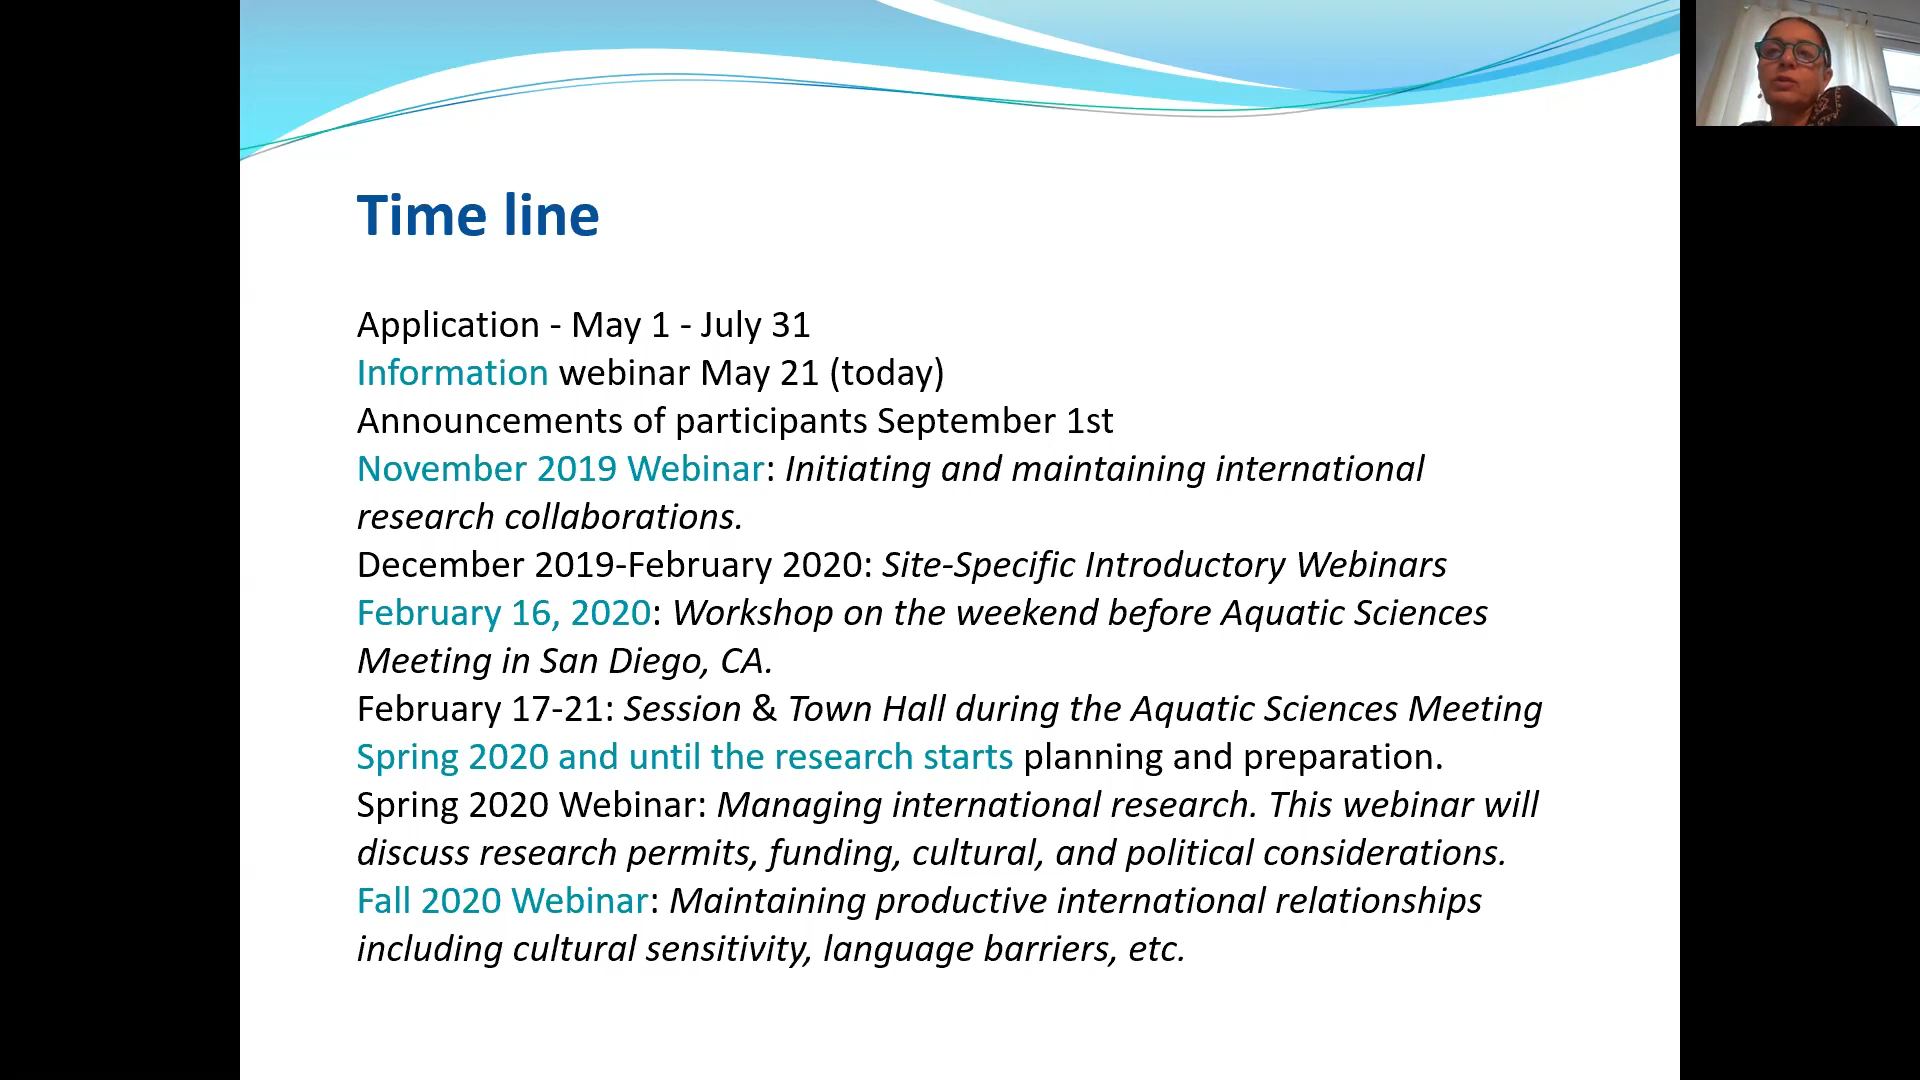 Time line
Application - May 1 - July 31
Information webinar May 21 (today)
Announcements of participants September 1st
November 2019 Webinar: Initiating and maintaining international
research collaborations.
December 2019-February 2020: Site-Specific Introductory Webinars
February 16, 2020: Workshop on the weekend before Aquatic Sciences
Meeting in San Diego, CA.
February 17-21: Session & Town Hall during the Aquatic Sciences Meeting
Spring 2020 and until the research starts planning and preparation.
Spring 2020 Webinar: Managing international research. This webinar will
discuss research permits, funding, cultural, and political considerations.
Fall 2020 Webinar: Maintaining productive international relationships
including cultural sensitivity, language barriers, etc.